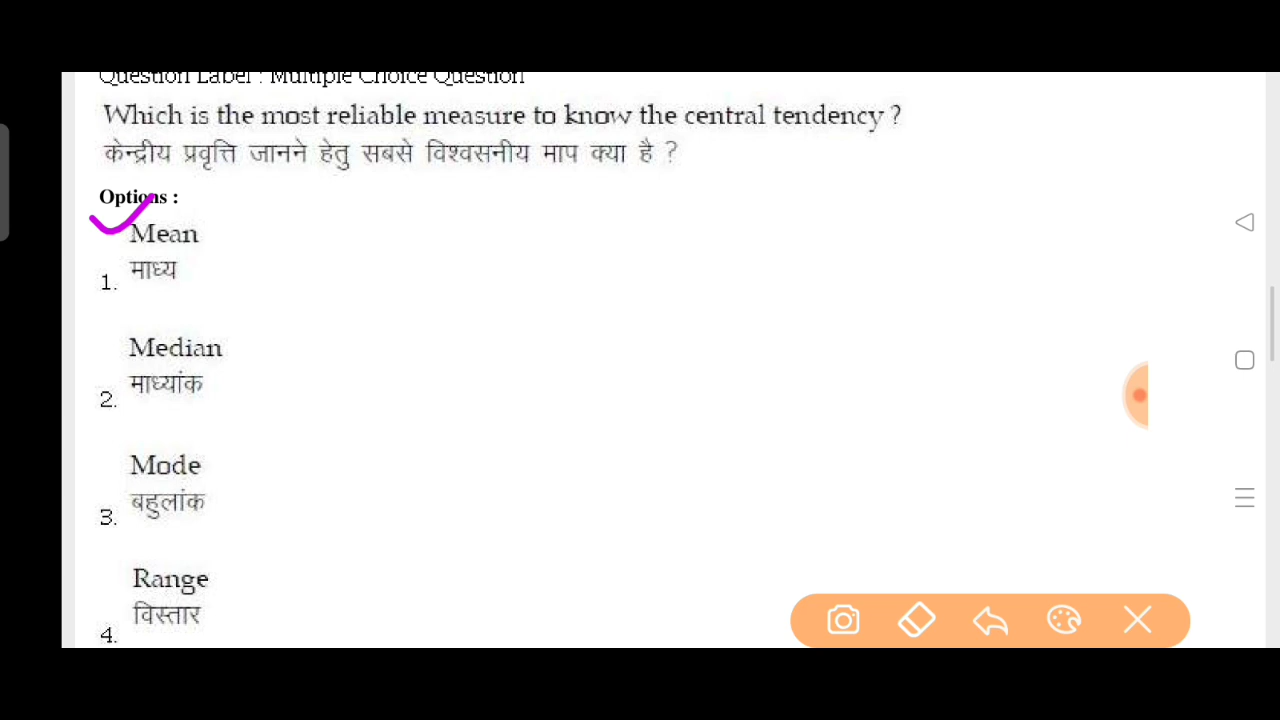 Question Label : Multiple Choice Question
Which is the most reliable measure to know the central tendency ?
केन्द्रीय प्रवृत्ति जानने हेतु सबसे विश्वसनीय माप क्या है ?
Options :
Mean
माध्य
1.
Median
माध्यांक
2.
Mode
बहुलांक
3.
Range
विस्तार
4.